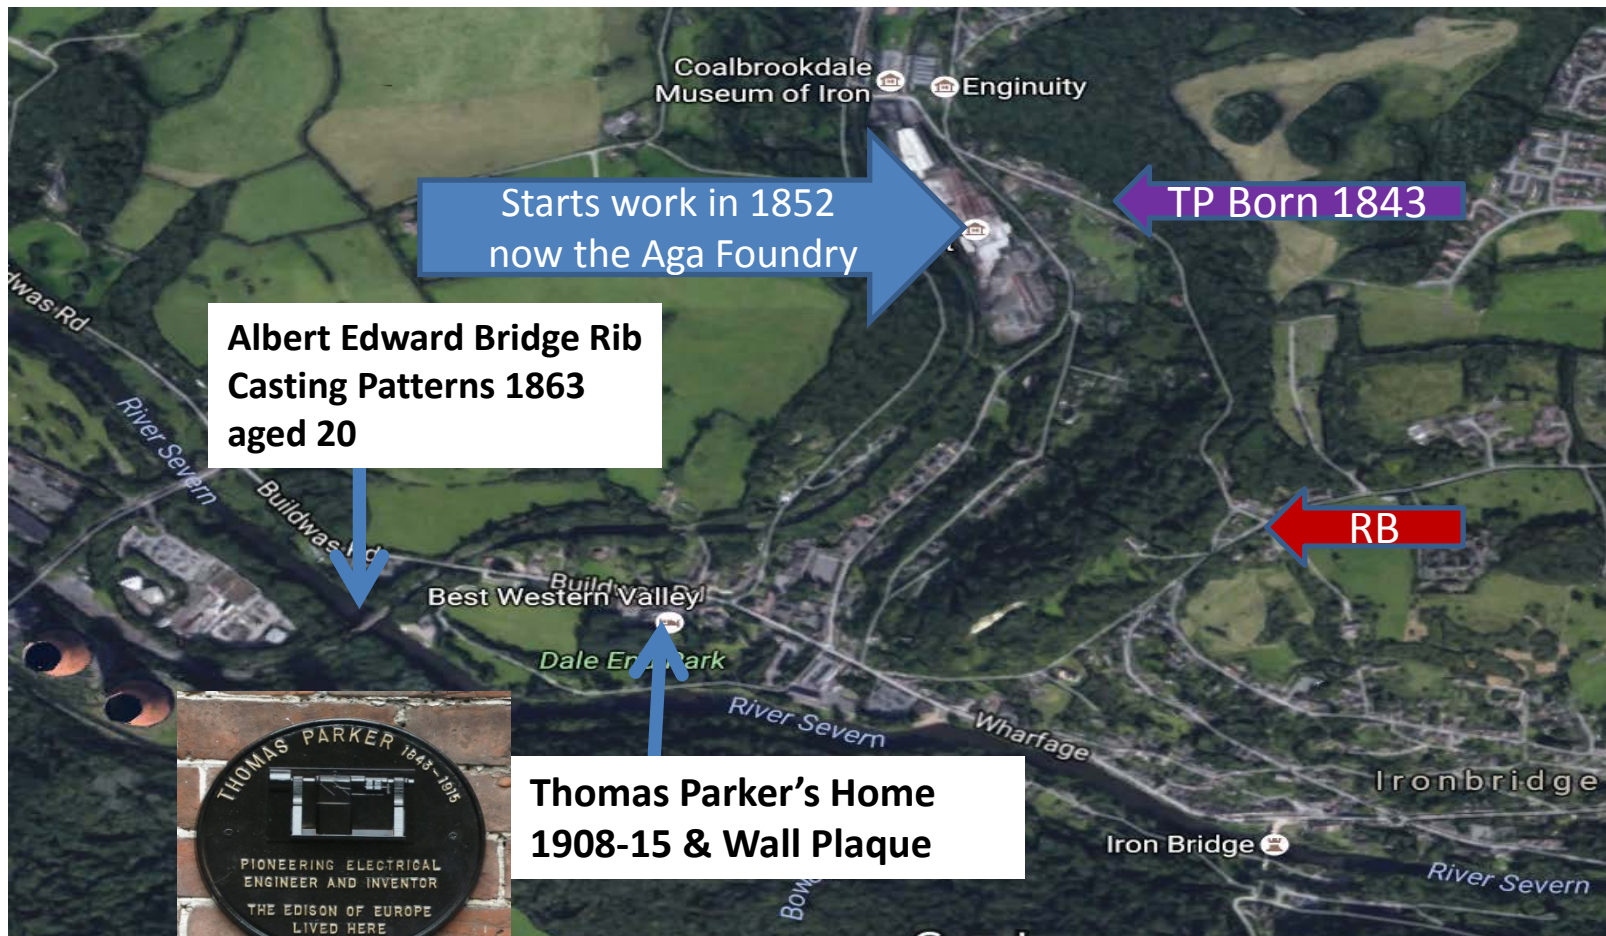 Coalbrookdale
Museum of Iron
Enginuity
Starts work in 1852
now the Aga Foundry
TP Born 1843
Albert Edward Bridge Rib
Casting Patterns 1863
aged 20
River Severn
Buildwas Rd
RB
Best Western Valley
Dale End Park
River Severn
Wharfage
Ironbridge
Iron Bridge
River Severn
Thomas Parker’s Home
1908-15 & Wall Plaque
THOMAS PARKER 1843-1915
PIONEERING ELECTRICAL
ENGINEER AND INVENTOR
THE EDISON OF EUROPE
LIVED HERE